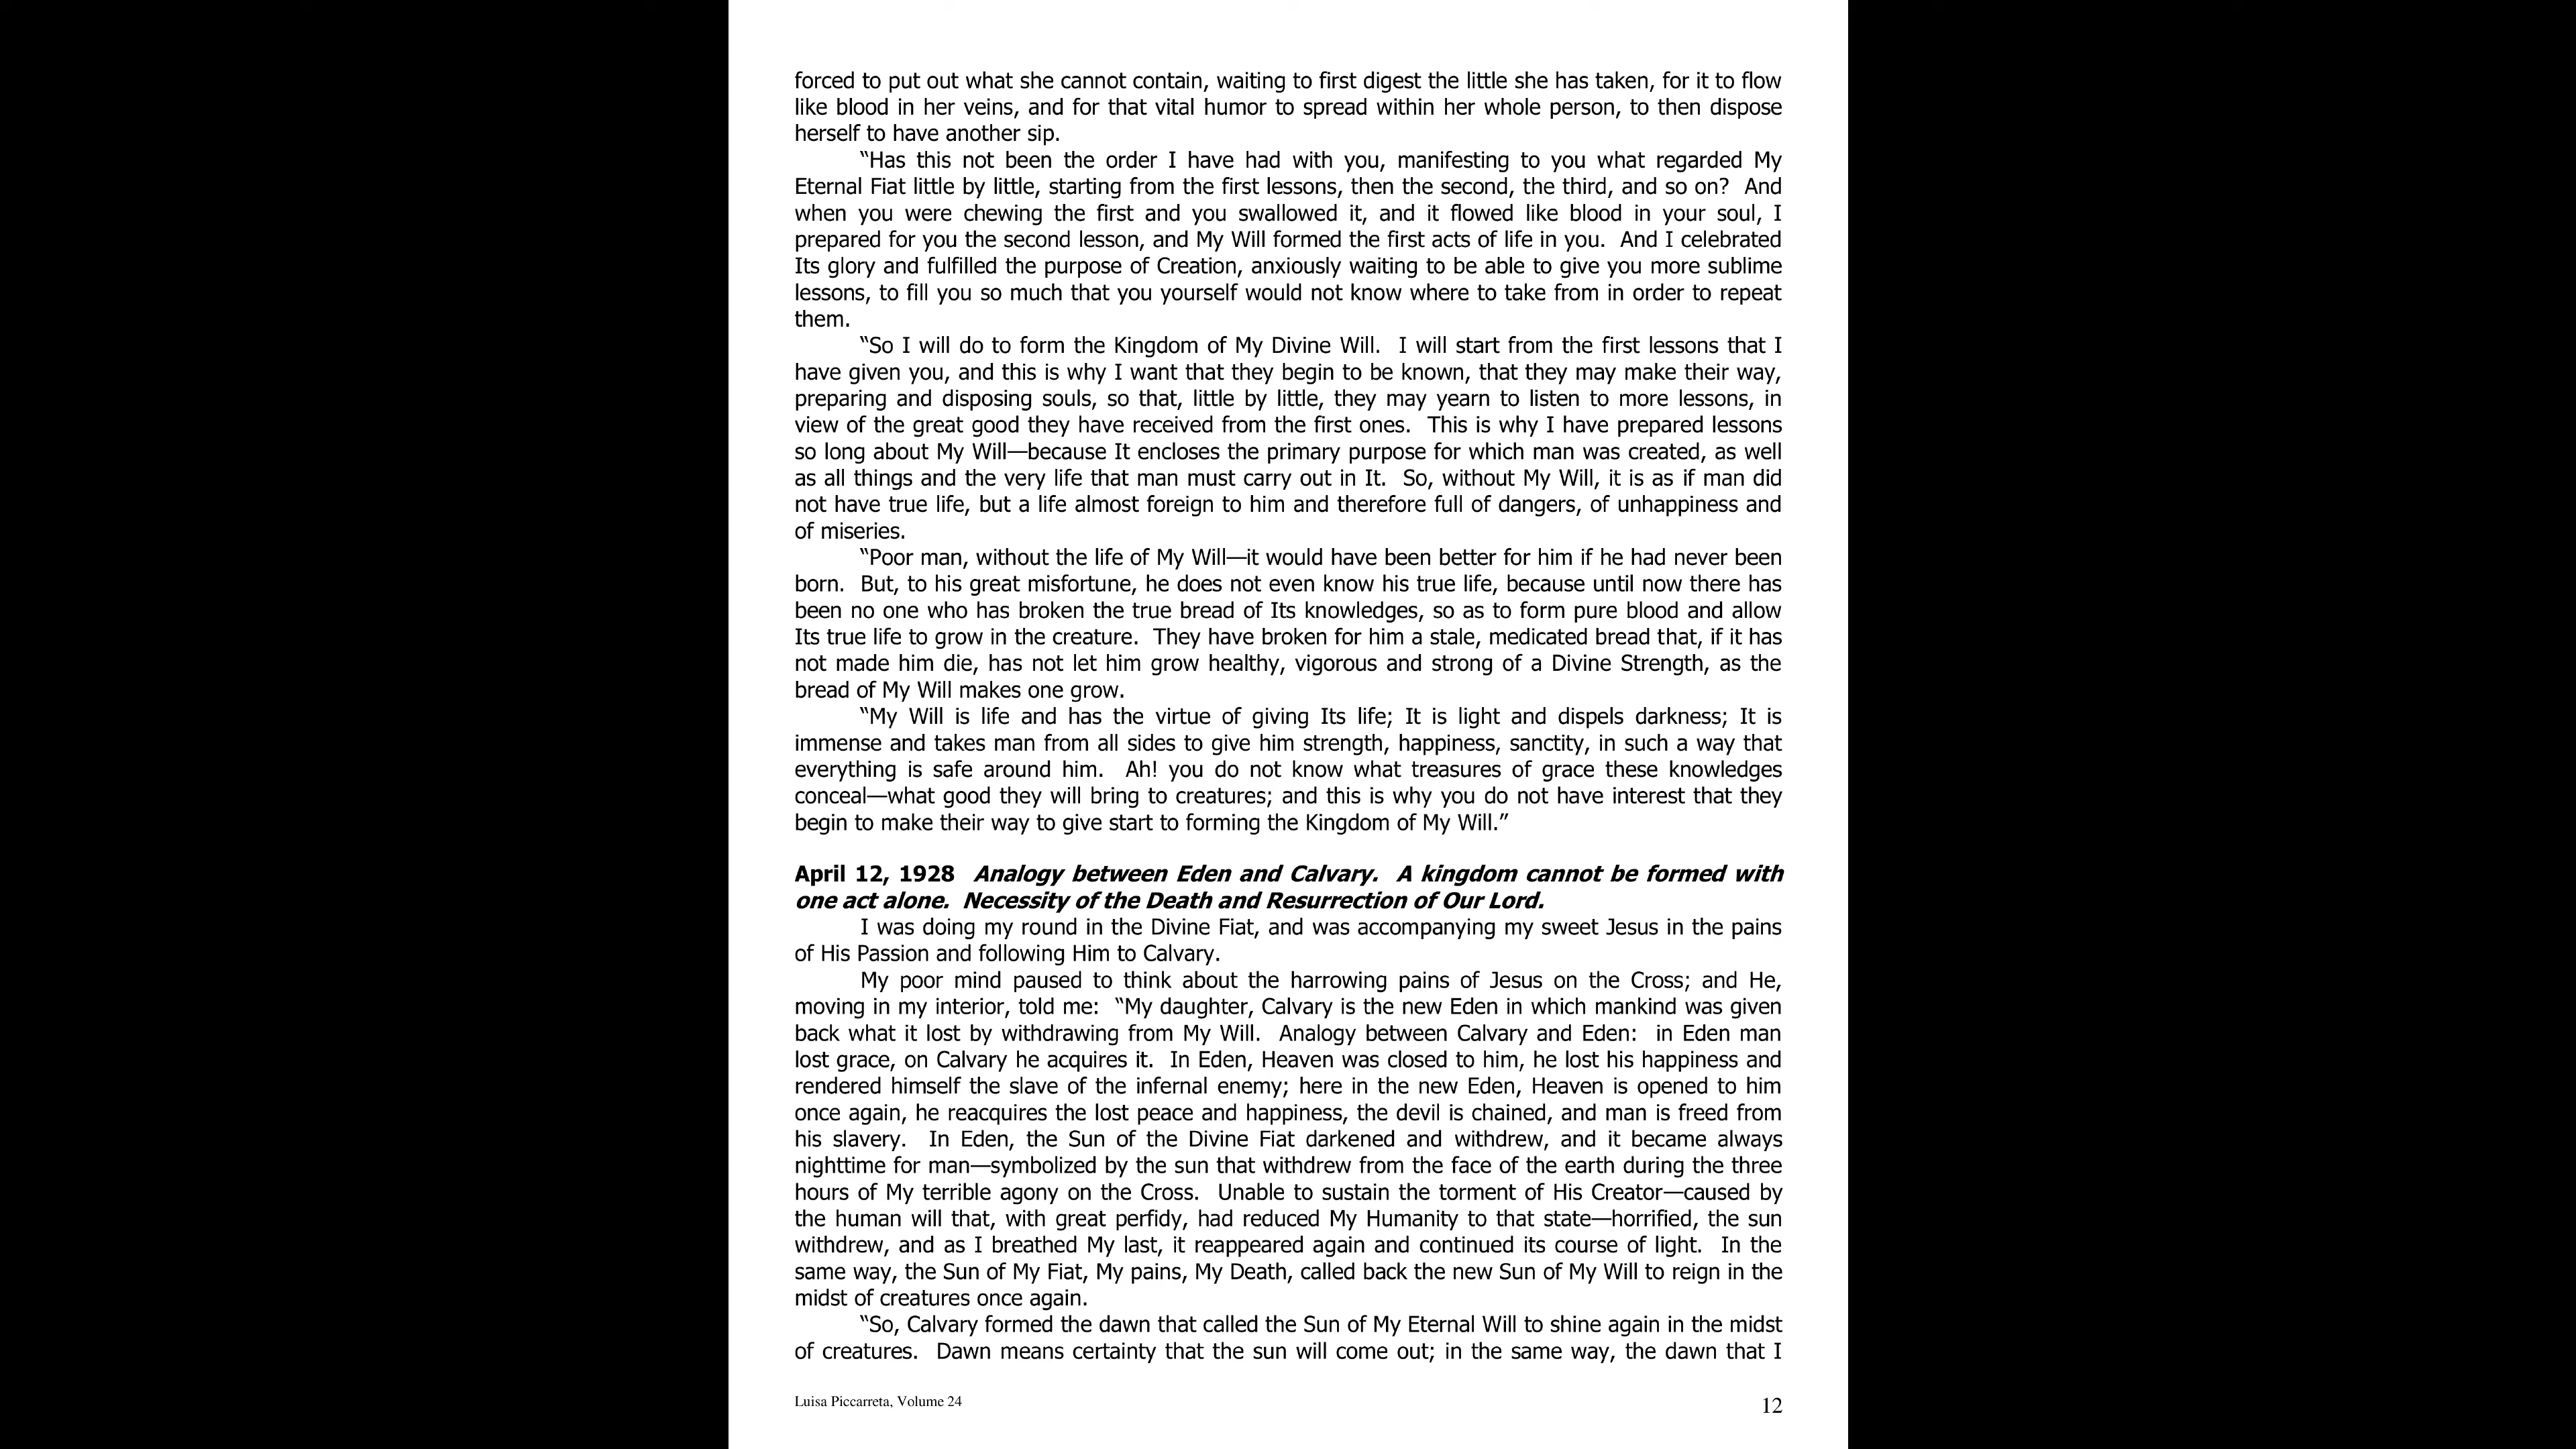 forced to put out what she cannot contain, waiting to first digest the little she has taken, for it to flow
like blood in her veins, and for that vital humor to spread within her whole person, to then dispose
herself to have another sip.
“Has this not been the order I have had with you, manifesting to you what regarded My
Eternal Fiat little by little, starting from the first lessons, then the second, the third, and so on?  And
when you were chewing the first and you swallowed it, and it flowed like blood in your soul, I
prepared for you the second lesson, and My Will formed the first acts of life in you.  And I celebrated
Its glory and fulfilled the purpose of Creation, anxiously waiting to be able to give you more sublime
lessons, to fill you so much that you yourself would not know where to take from in order to repeat
them.
“So I will do to form the Kingdom of My Divine Will.  I will start from the first lessons that I
have given you, and this is why I want that they begin to be known, that they may make their way,
preparing and disposing souls, so that, little by little, they may yearn to listen to more lessons, in
view of the great good they have received from the first ones.  This is why I have prepared lessons
so long about My Will—because It encloses the primary purpose for which man was created, as well
as all things and the very life that man must carry out in It.  So, without My Will, it is as if man did
not have true life, but a life almost foreign to him and therefore full of dangers, of unhappiness and
of miseries.
“Poor man, without the life of My Will—it would have been better for him if he had never been
born.  But, to his great misfortune, he does not even know his true life, because until now there has
been no one who has broken the true bread of Its knowledges, so as to form pure blood and allow
Its true life to grow in the creature.  They have broken for him a stale, medicated bread that, if it has
not made him die, has not let him grow healthy, vigorous and strong of a Divine Strength, as the
bread of My Will makes one grow.
“My Will is life and has the virtue of giving Its life; It is light and dispels darkness; It is
immense and takes man from all sides to give him strength, happiness, sanctity, in such a way that
everything is safe around him.  Ah! you do not know what treasures of grace these knowledges
conceal—what good they will bring to creatures; and this is why you do not have interest that they
begin to make their way to give start to forming the Kingdom of My Will.”
April 12, 1928  Analogy between Eden and Calvary.  A kingdom cannot be formed with
one act alone.  Necessity of the Death and Resurrection of Our Lord.
I was doing my round in the Divine Fiat, and was accompanying my sweet Jesus in the pains
of His Passion and following Him to Calvary.
My poor mind paused to think about the harrowing pains of Jesus on the Cross; and He,
moving in my interior, told me:  “My daughter, Calvary is the new Eden in which mankind was given
back what it lost by withdrawing from My Will.  Analogy between Calvary and Eden:  in Eden man
lost grace, on Calvary he acquires it.  In Eden, Heaven was closed to him, he lost his happiness and
rendered himself the slave of the infernal enemy; here in the new Eden, Heaven is opened to him
once again, he reacquires the lost peace and happiness, the devil is chained, and man is freed from
his slavery.  In Eden, the Sun of the Divine Fiat darkened and withdrew, and it became always
nighttime for man—symbolized by the sun that withdrew from the face of the earth during the three
hours of My terrible agony on the Cross.  Unable to sustain the torment of His Creator—caused by
the human will that, with great perfidy, had reduced My Humanity to that state—horrified, the sun
withdrew, and as I breathed My last, it reappeared again and continued its course of light.  In the
same way, the Sun of My Fiat, My pains, My Death, called back the new Sun of My Will to reign in the
midst of creatures once again.
“So, Calvary formed the dawn that called the Sun of My Eternal Will to shine again in the midst
of creatures.  Dawn means certainty that the sun will come out; in the same way, the dawn that I
Luisa Piccarreta, Volume 24
12